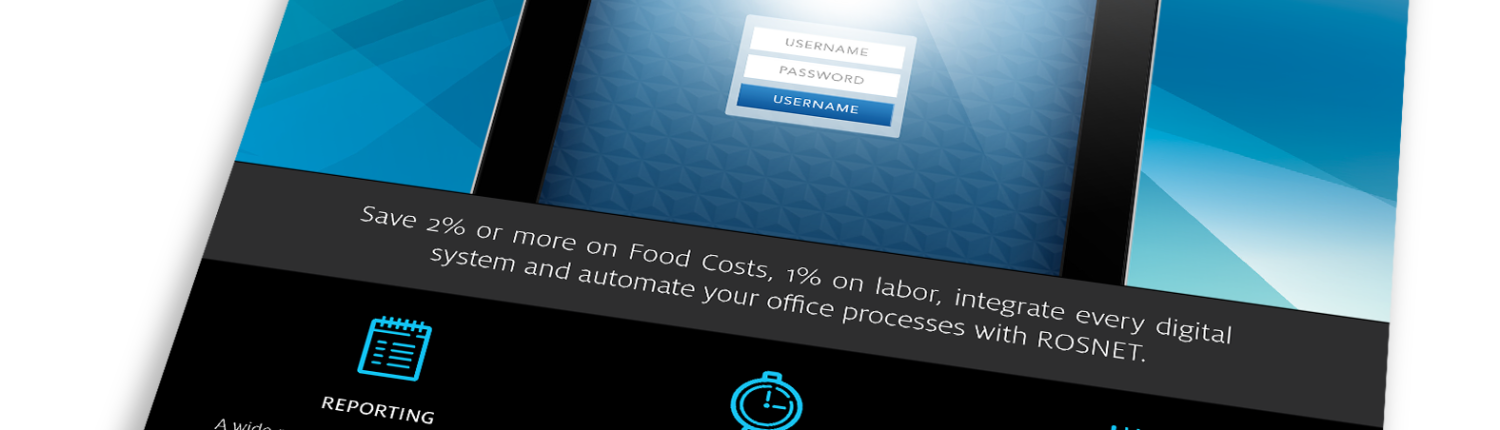 USERNAME
PASSWORD
USERNAME
Save 2% or more on Food Costs, 1% on labor, integrate every digital
system and automate your office processes with ROSNET.
REPORTING
A wide